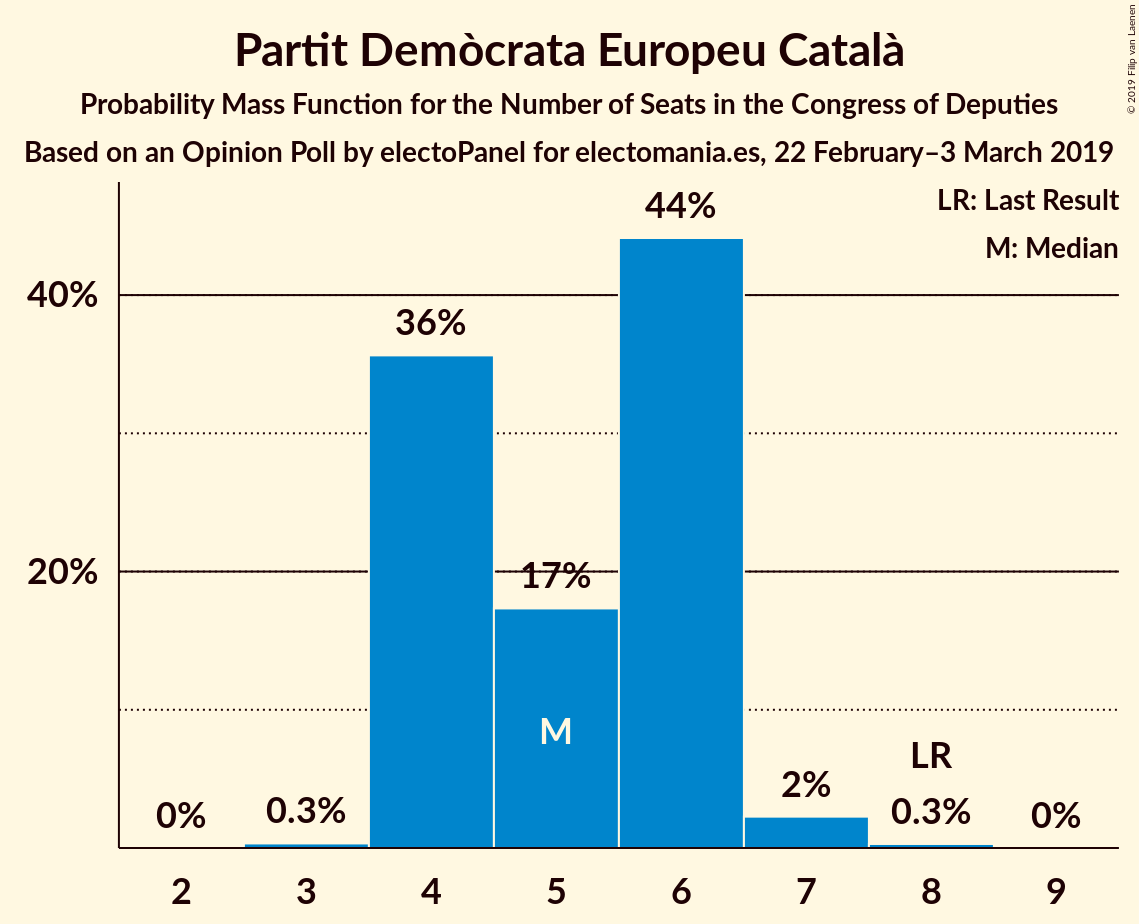 Partit Demòcrata Europeu Català
Probability Mass Function for the Number of Seats in the Congress of Deputies
Based on an Opinion Poll by electoPanel for electomania.es, 22 February–3 March 2019
© 2019 Filip van Laenen
LR: Last Result
M: Median
44%
40%
36%
20%
17%
M
LR
2%
0%
0.3%
0.3%
0%
2 3 4 5 6 7 8 9